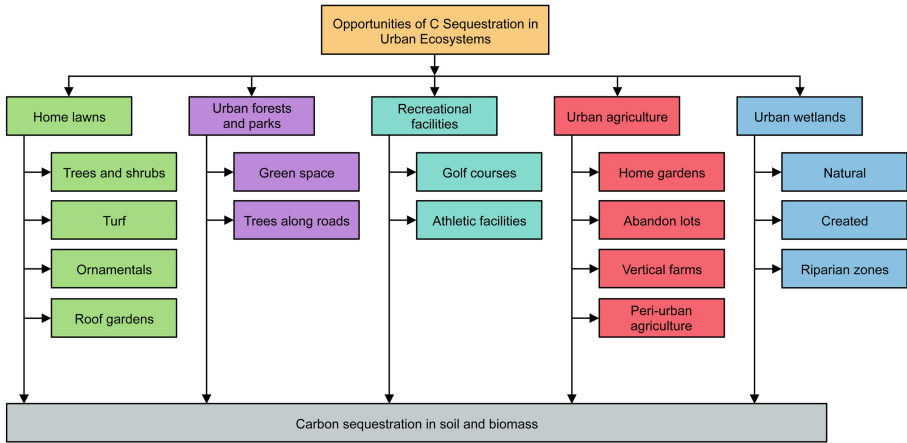 Opportunities of C Sequestration in
Urban Ecosystems
Home lawns
Urban forests
and parks
Recreational
facilities
Urban agriculture
Urban wetlands
Trees and shrubs
Green space
Golf courses
Home gardens
Natural
Turf
Trees along roads
Athletic facilities
Abandon lots
Created
Ornamentals
Vertical farms
Riparian zones
Roof gardens
Peri-urban
agriculture
Carbon sequestration in soil and biomass